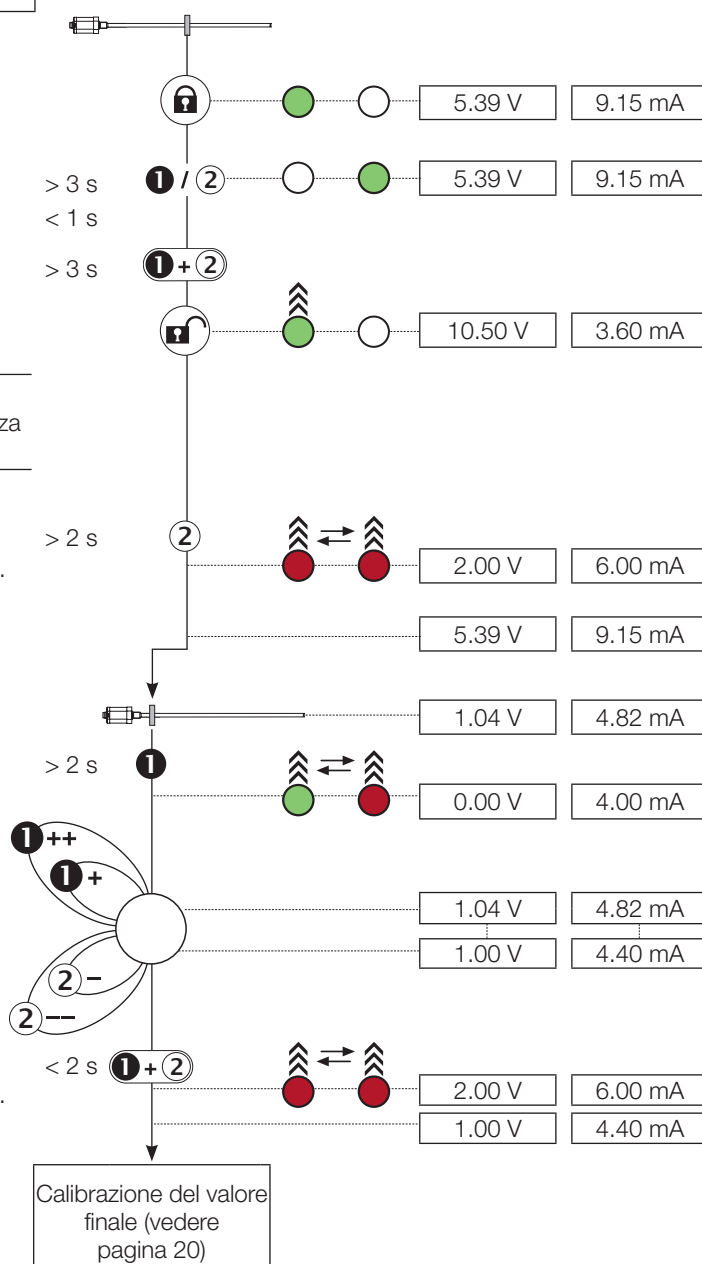 5.39 V 9.15 mA
> 3 s 1 / 2 5.39 V 9.15 mA
< 1 s
> 3 s 1 + 2
10.50 V 3.60 mA
za
> 2 s 2
. 2.00 V 6.00 mA
5.39 V 9.15 mA
1.04 V 4.82 mA
> 2 s 1
0.00 V 4.00 mA
1 ++
1 +
1.04 V 4.82 mA
1.00 V 4.40 mA
2 –
2 ––
< 2 s 1 + 2
. 2.00 V 6.00 mA
1.00 V 4.40 mA
Calibrazione del valore
finale (vedere
pagina 20)